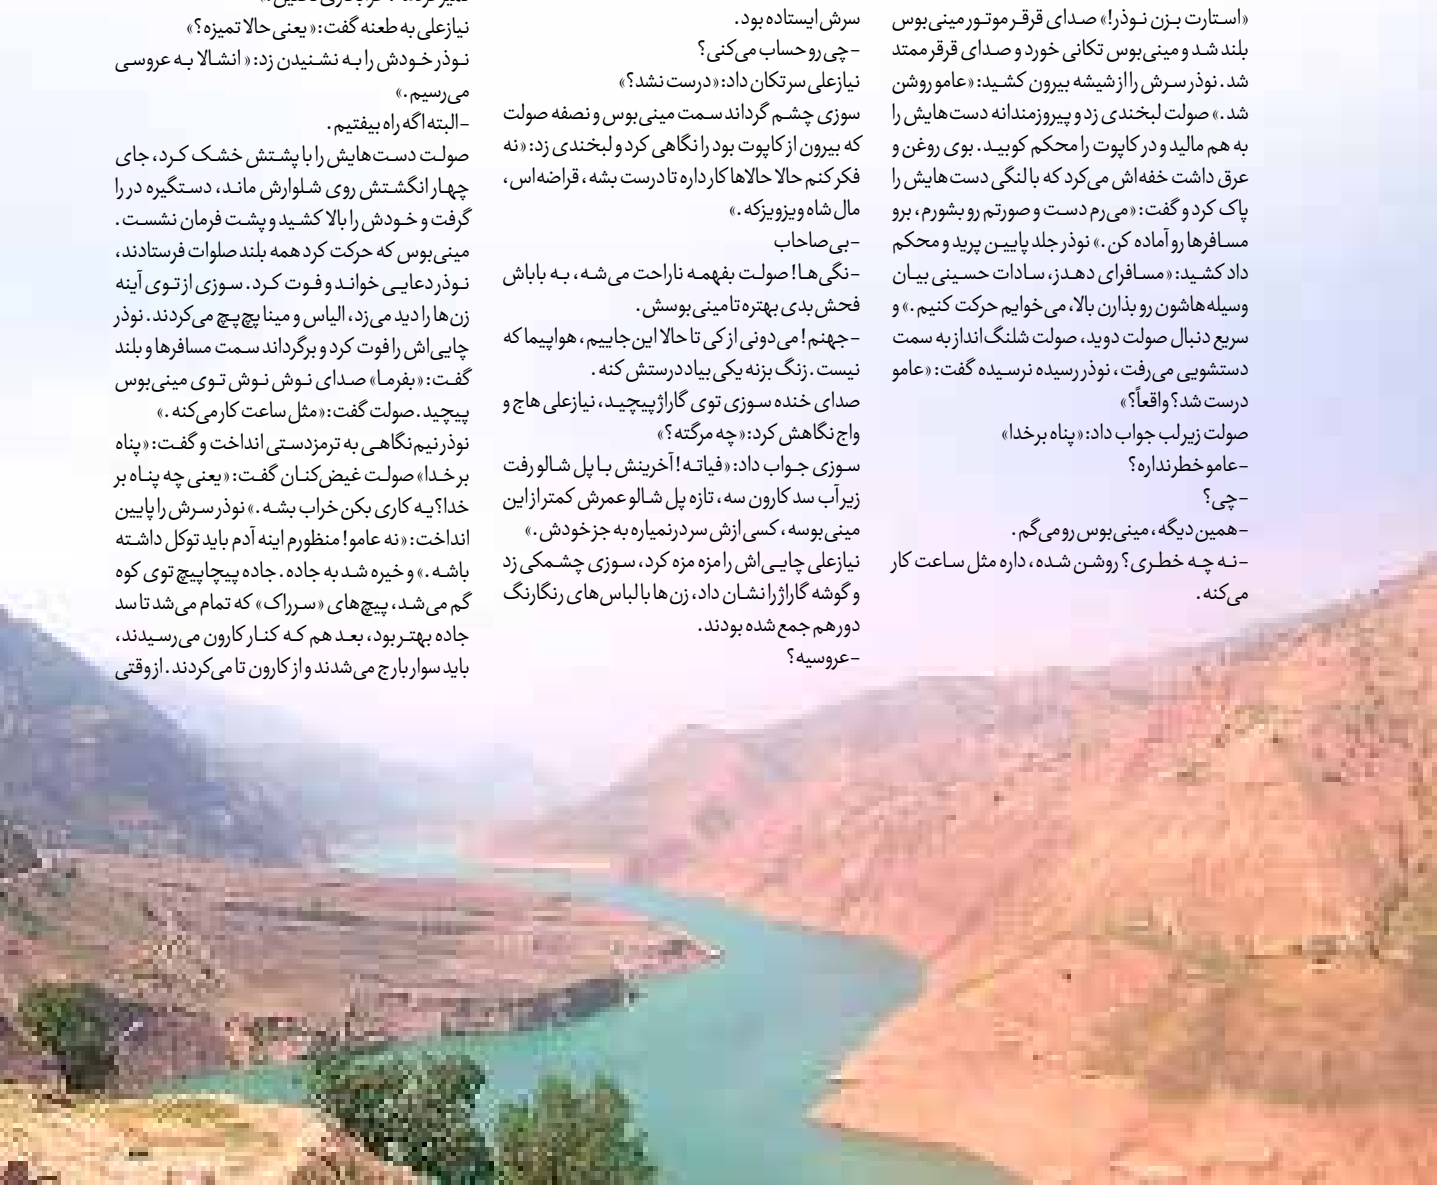 «استارت بزن نوذر!» صدای قرقر موتور مینی‌بوس
بلند شد و مینی‌بوس تکانی خورد و صدای قرقر ممتد
شد. نوذر سرش را از شیشه بیرون کشید: «عامو روشن
شد.» صولت لبخندی زد و پیروزمندانه دست‌هایش را
به هم مالید و در کاپوت را محکم کوبید. بوی روغن و
عرق داشت خفه‌اش می‌کرد که با لنگی دست‌هایش را
پاک کرد و گفت: «می‌رم دست و صورتم رو بشورم، برو
مسافرها رو آماده کن.» نوذر جلد پایین پرید و محکم
داد کشید: «مسافرای دهدز، سادات حسینی بیان
وسیله‌هاشون رو بذارن بالا، می‌خوایم حرکت کنیم.» و
سریع دنبال صولت دوید، صولت شلنگ‌انداز به سمت
دستشویی می‌رفت، نوذر رسیده نرسیده گفت: «عامو
درست شد؟ واقعاً؟»
صولت زیر لب جواب داد: «پناه بر خدا»
-عامو خطر نداره؟
-چی؟
-همین دیگه، مینی‌بوس رو می‌گم.
-نه چه خطری؟ روشن شده، داره مثل ساعت کار
می‌کنه.
سرش ایستاده بود.
-چی رو حساب می‌کنی؟
نیازعلی سر تکان داد: «درست نشد؟»
سوزی چشم گرداند سمت مینی‌بوس و نصفه صولت
که بیرون از کاپوت بود را نگاهی کرد و لبخندی زد: «نه
فکر کنم حالا حالاها کار داره تا درست بشه، قراضه‌اس،
مال شاه ویزویزکه.»
-بی‌صاحاب
-نگی‌ها! صولت بفهمه ناراحت می‌شه، به باباش
فحش بدی بهتره تا مینی‌بوسش.
-جهنم! می‌دونی از کی تا حالا این‌جاییم، هواپیما که
نیست. زنگ بزنه یکی بیاد درستش کنه.
صدای خنده سوزی توی گاراژ پیچید، نیازعلی هاج و
واج نگاهش کرد: «چه مرگته؟»
سوزی جواب داد: «فیاته! آخرینش با پل شالو رفت
زیر آب سد کارون سه، تازه پل شالو عمرش کمتر از این
مینی‌بوسه، کسی ازش سر درنمیاره به جز خودش.»
نیازعلی چایی‌اش را مزه مزه کرد، سوزی چشمکی زد
و گوشه گاراژ را نشان داد، زن‌ها با لباس‌های رنگارنگ
دور هم جمع شده بودند.
-عروسیه؟
نیازعلی به طعنه گفت: «یعنی حالا تمیزه؟»
نوذر خودش را به نشنیدن زد: «انشالا به عروسی
می‌رسیم.»
-البته اگه راه بیفتیم.
صولت دست‌هایش را با پشتش خشک کرد، جای
چهار انگشتش روی شلوارش ماند، دستگیره در را
گرفت و خودش را بالا کشید و پشت فرمان نشست.
مینی‌بوس که حرکت کرد همه بلند صلوات فرستادند،
نوذر دعایی خواند و فوت کرد. سوزی از توی آینه
زن‌ها را دید می‌زد، الیاس و مینا پچ‌پچ می‌کردند. نوذر
چایی‌اش را فوت کرد و برگرداند سمت مسافرها و بلند
گفت: «بفرما» صدای نوش نوش توی مینی‌بوس
پیچید. صولت گفت: «مثل ساعت کار می‌کنه.»
نوذر نیم‌نگاهی به ترمزدستی انداخت و گفت: «پناه
بر خدا» صولت غیض‌کنان گفت: «یعنی چه پناه بر
خدا؟ یه کاری بکن خراب بشه.» نوذر سرش را پایین
انداخت: «نه عامو! منظورم اینه آدم باید توکل داشته
باشه.» و خیره شد به جاده. جاده پیچاپیچ توی کوه
گم می‌شد، پیچ‌های «سرراک» که تمام می‌شد تا سد
جاده بهتر بود، بعد هم که کنار کارون می‌رسیدند،
باید سوار بارج می‌شدند و از کارون تا می‌کردند. از وقتی